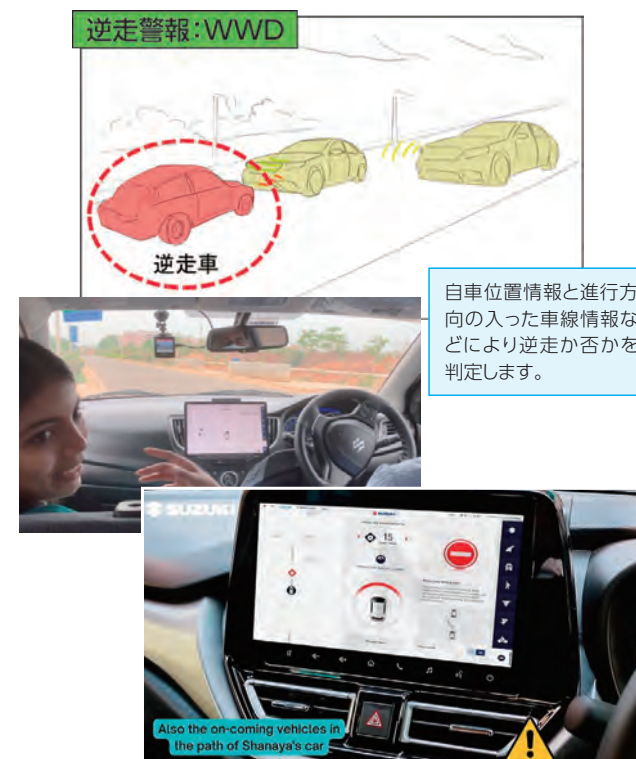 逆走警報:WWD
逆走車
自車位置情報と進行方
向の入った車線情報な
どにより逆走か否かを
判定します。
SUZUKI
15
Also the on-coming vehicles in
the path of Shanaya's car